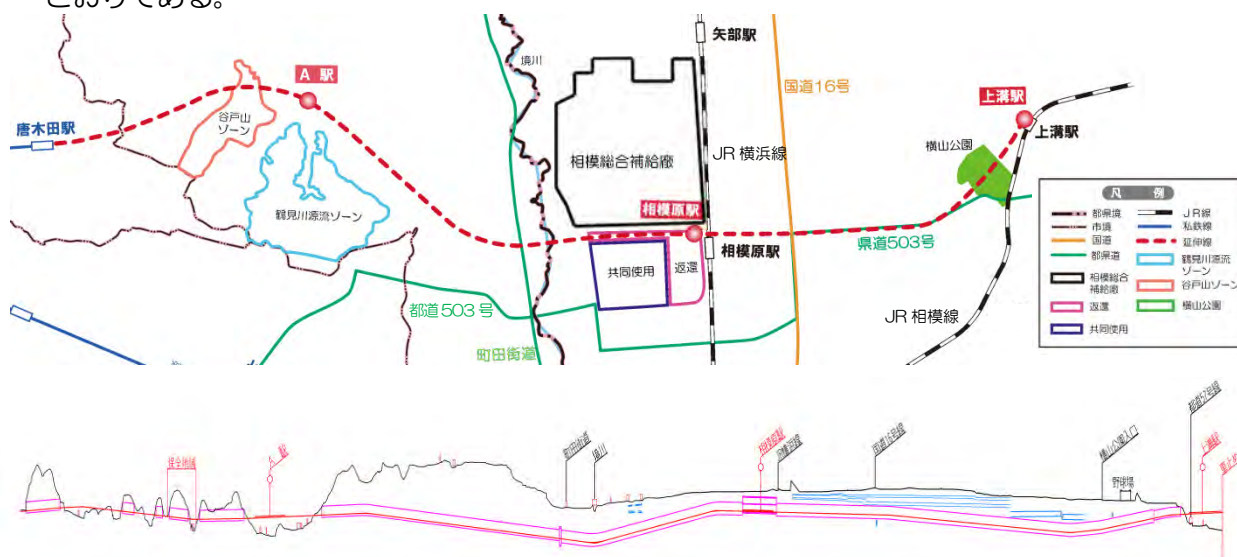 とおりである。
矢部駅
A 駅
境川
国道16号
上溝駅
唐木田駅
谷戸山
ゾーン
上溝駅
横山公園
相模総合補給廠
JR 横浜線
鶴見川源流ゾーン
相模原駅
共同使用
返還
相模原駅
県道503号
都道503 号
JR 相模線
町田街道
凡 例
都県境
JR線
市境
私鉄線
国道
延伸線
都県道
鶴見川源流
ゾーン
相模総合
補給廠
谷戸山ゾーン
返還
横山公園
共同使用
A 駅
町田街道
境川
相模原駅
JR横浜線
国道16号線
横山公園入口
野球場
上溝駅